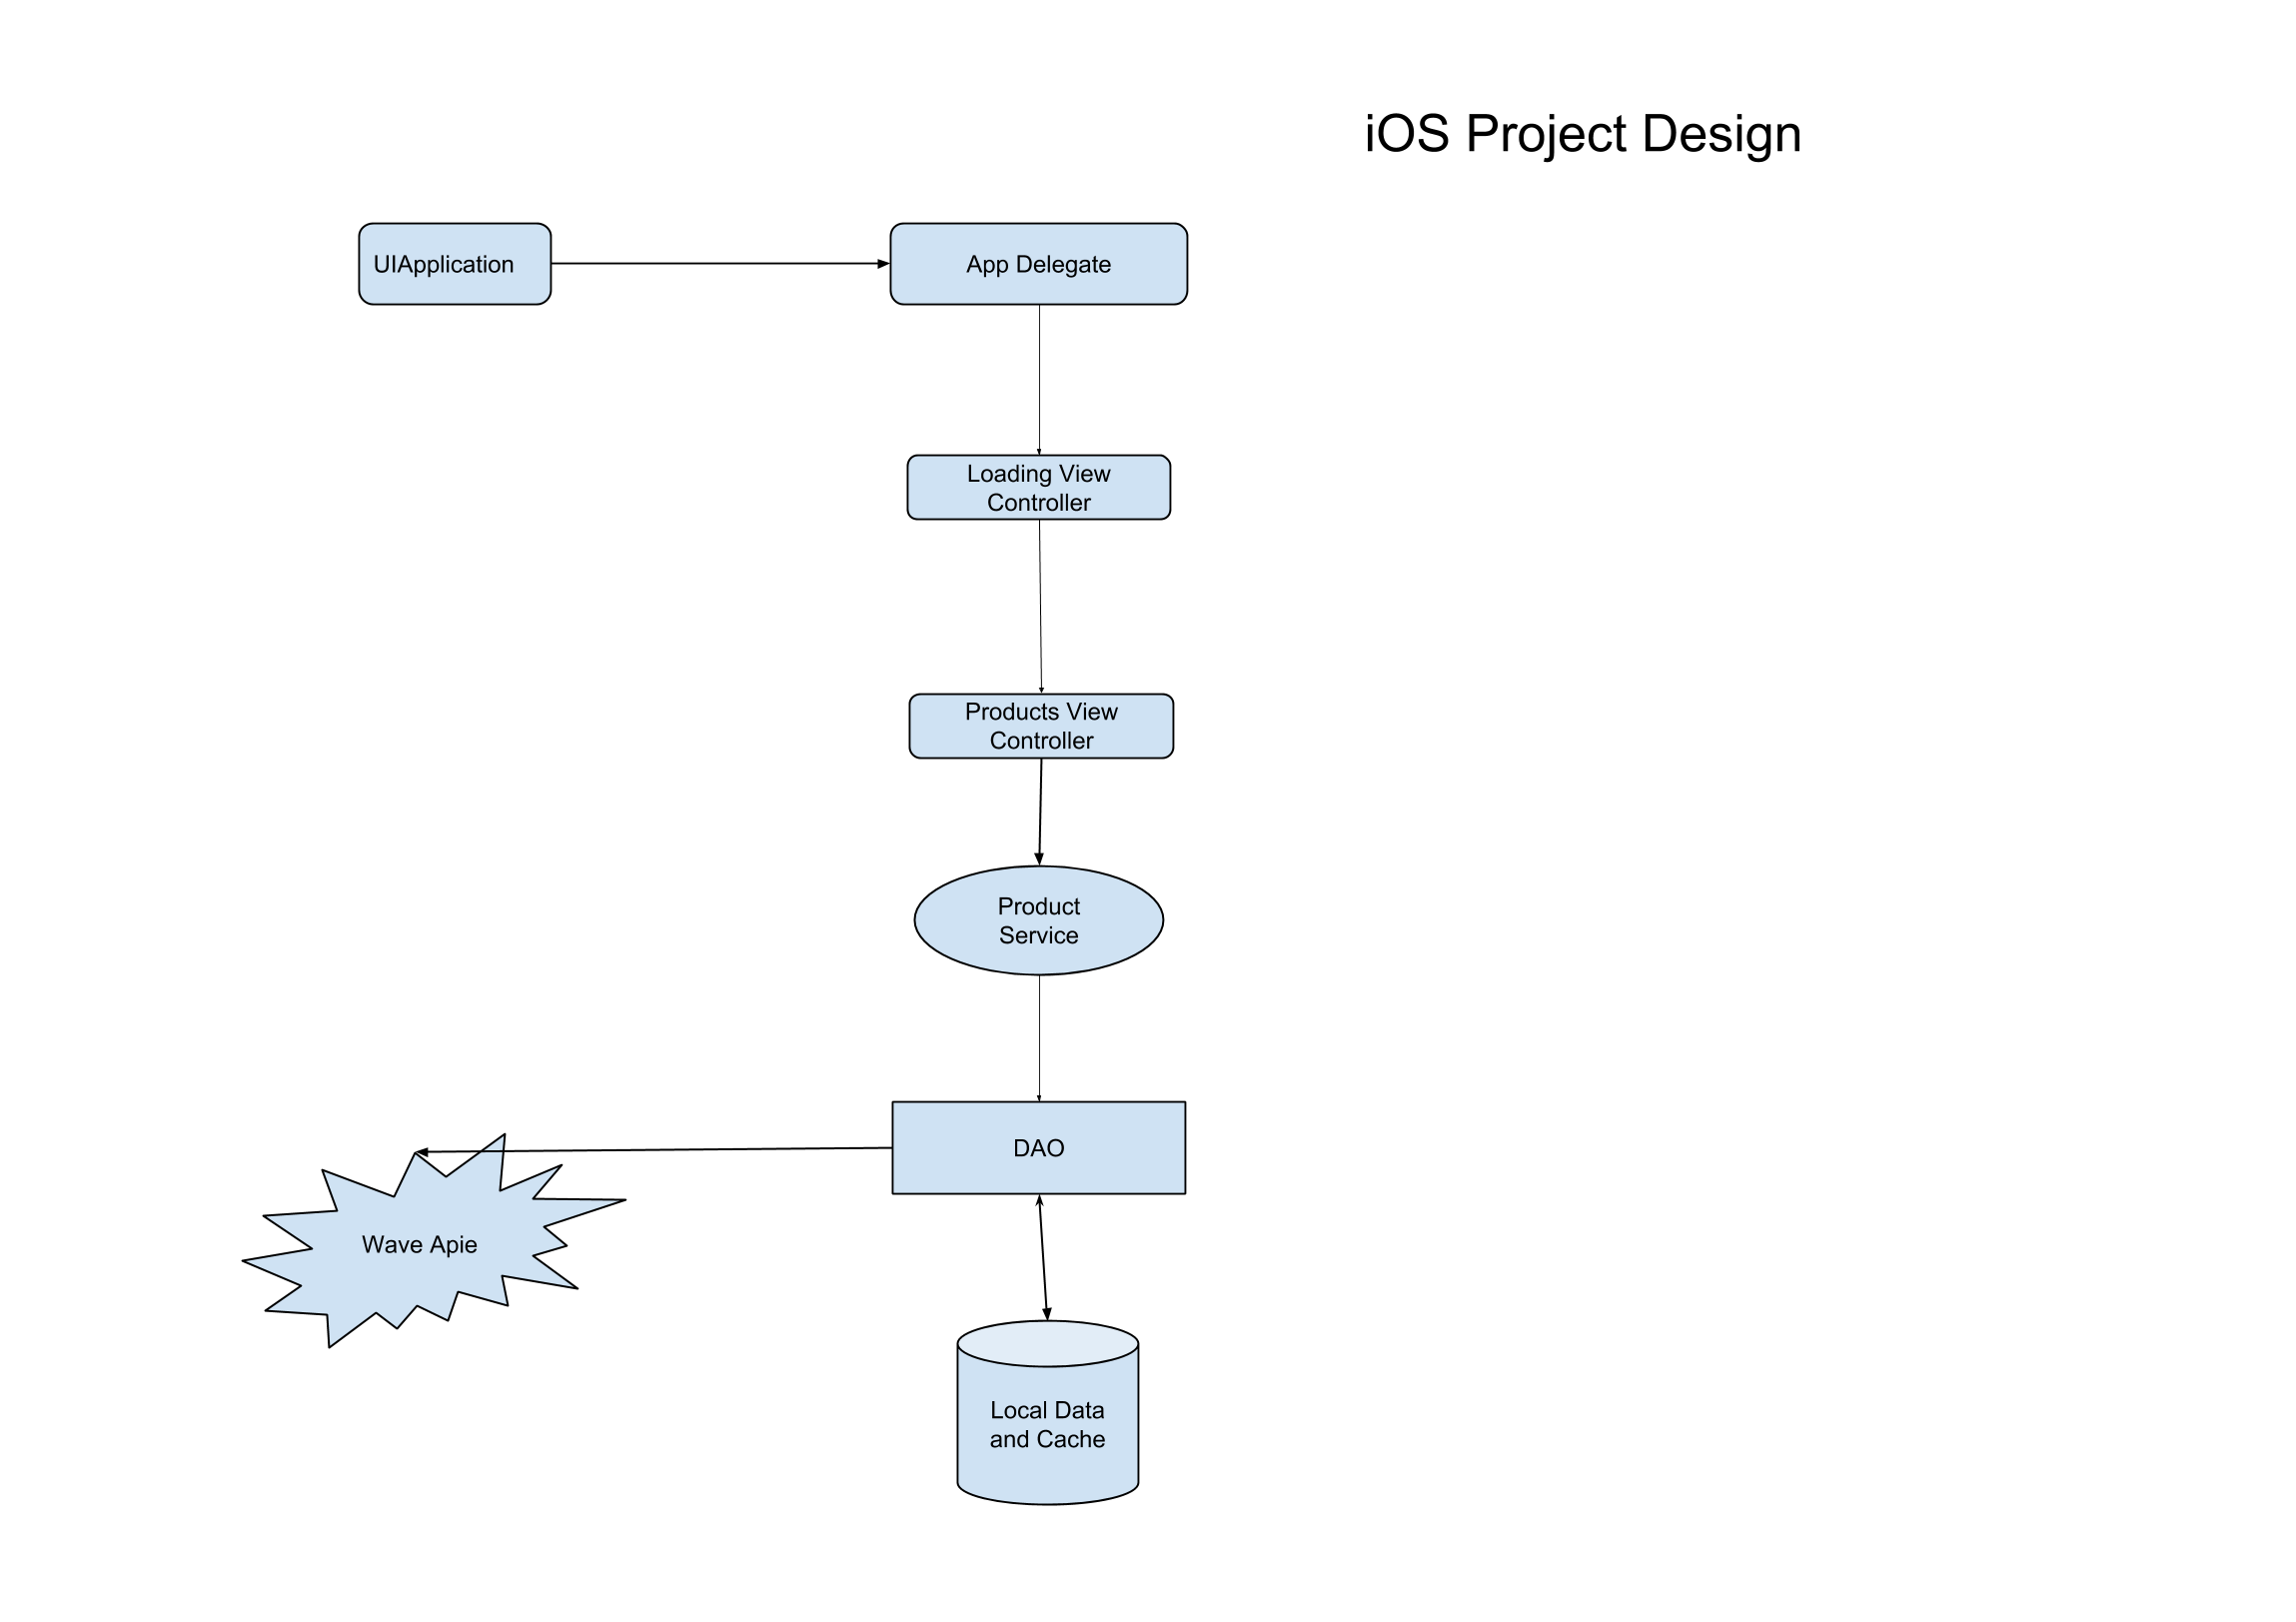 iOS Project Design
UIApplication
App Delegate
Loading View
Controller
Products View
Controller
Product
Service
DAO
Wave Apie
Local Data
and Cache